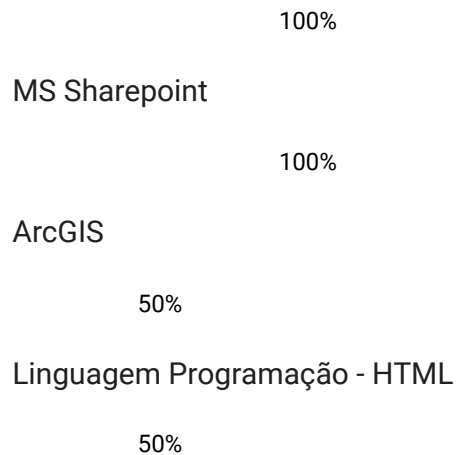 100%
MS Sharepoint
100%
ArcGIS
50%
Linguagem Programação - HTML
50%